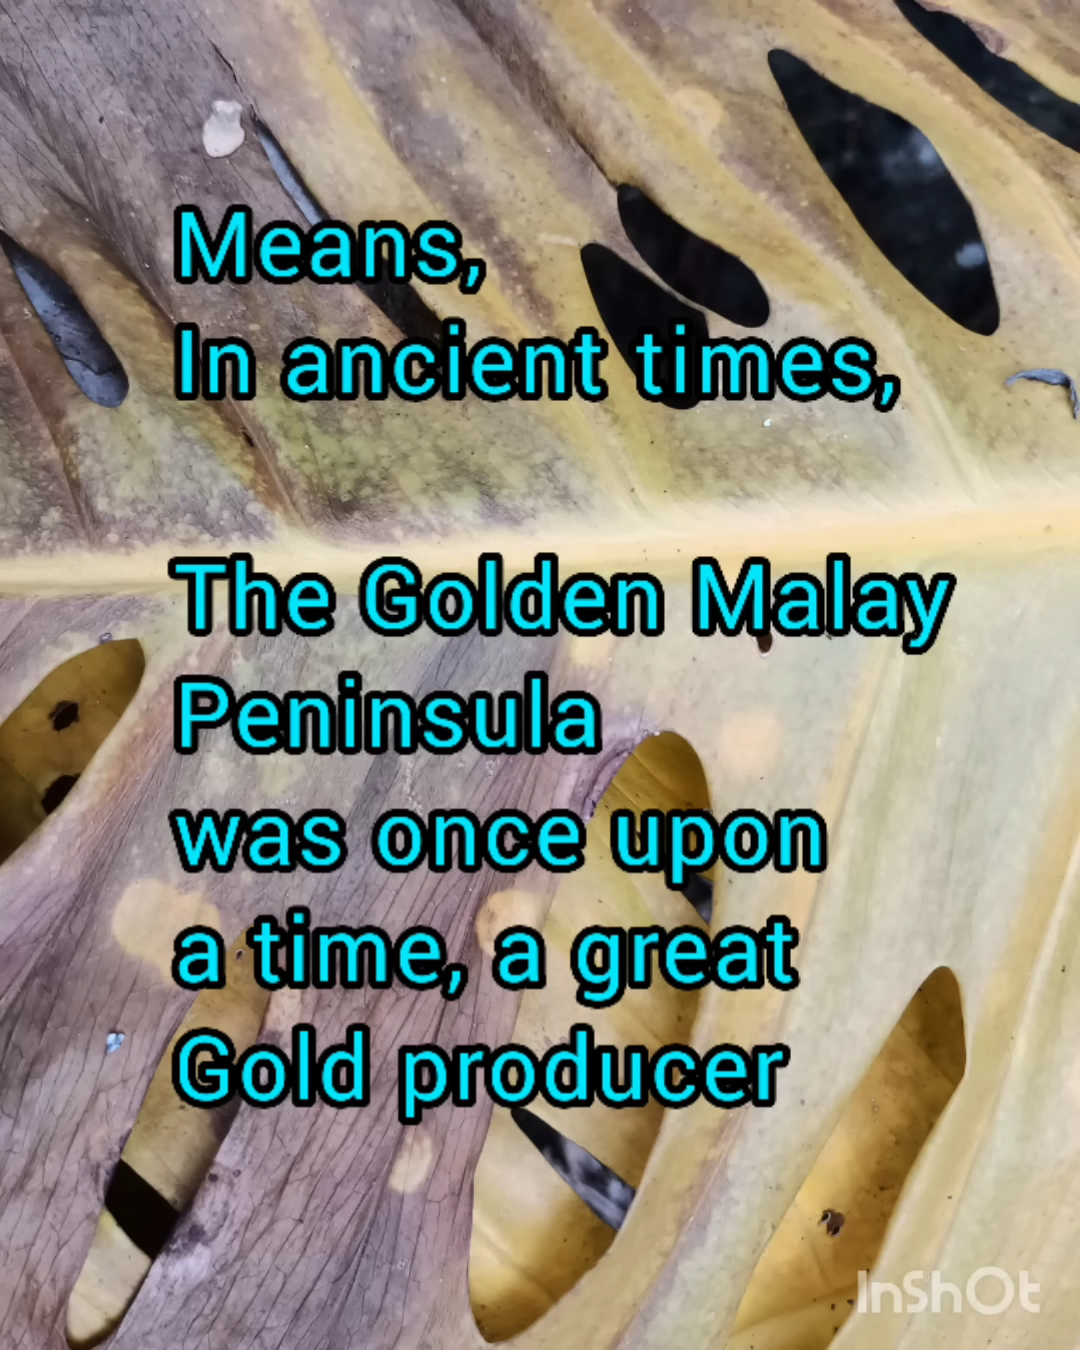 Means,
In ancient times,
The Golden Malay
Peninsula
was once upon
a time, a great
Gold producer
InShOt